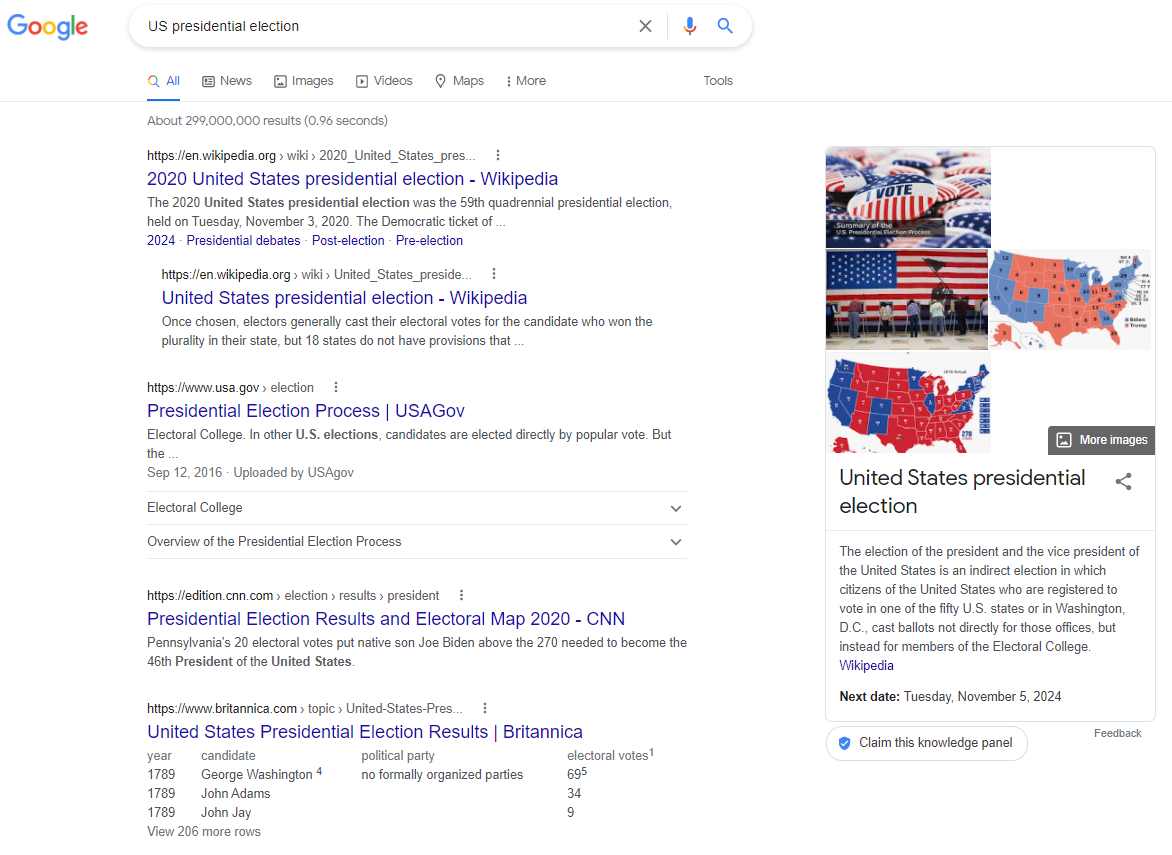 Google
US presidential election
All
News
Images
Videos
Maps
More
Tools
About 299,000,000 results (0.96 seconds)
https://en.wikipedia.org › wiki › 2020_United_States_pres...
2020 United States presidential election - Wikipedia
The 2020 United States presidential election was the 59th quadrennial presidential election,
held on Tuesday, November 3, 2020. The Democratic ticket of ...
2024 · Presidential debates · Post-election · Pre-election
https://en.wikipedia.org › wiki › United_States_preside...
United States presidential election - Wikipedia
Once chosen, electors generally cast their electoral votes for the candidate who won the
plurality in their state, but 18 states do not have provisions that ...
https://www.usa.gov › election
Presidential Election Process | USAGov
Electoral College. In other U.S. elections, candidates are elected directly by popular vote. But
the ...
Sep 12, 2016 · Uploaded by USAgov
Electoral College
Overview of the Presidential Election Process
https://edition.cnn.com › election › results › president
Presidential Election Results and Electoral Map 2020 - CNN
Pennsylvania's 20 electoral votes put native son Joe Biden above the 270 needed to become the
46th President of the United States.
https://www.britannica.com › topic › United-States-Pres...
United States Presidential Election Results | Britannica
year candidate political party electoral votes1
1789 George Washington 4 no formally organized parties 695
1789 John Adams 34
1789 John Jay 9
View 206 more rows
VOTE
Summary of the
U.S. Presidential Election Process
Biden
Trump
270
More images
United States presidential
election
The election of the president and the vice president of
the United States is an indirect election in which
citizens of the United States who are registered to
vote in one of the fifty U.S. states or in Washington,
D.C., cast ballots not directly for those offices, but
instead for members of the Electoral College.
Wikipedia
Next date: Tuesday, November 5, 2024
Feedback
Claim this knowledge panel